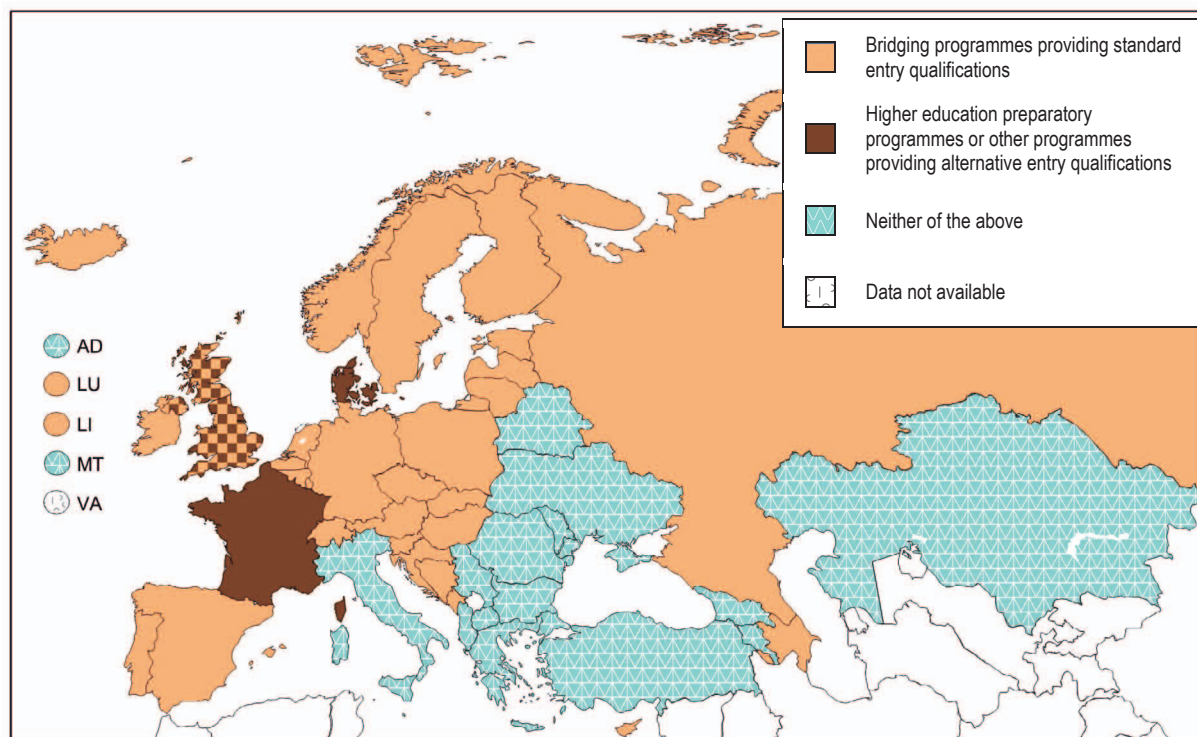 Bridging programmes providing standard
entry qualifications
Higher education preparatory
programmes or other programmes
providing alternative entry qualifications
Neither of the above
Data not available
AD
LU
LI
MT
VA